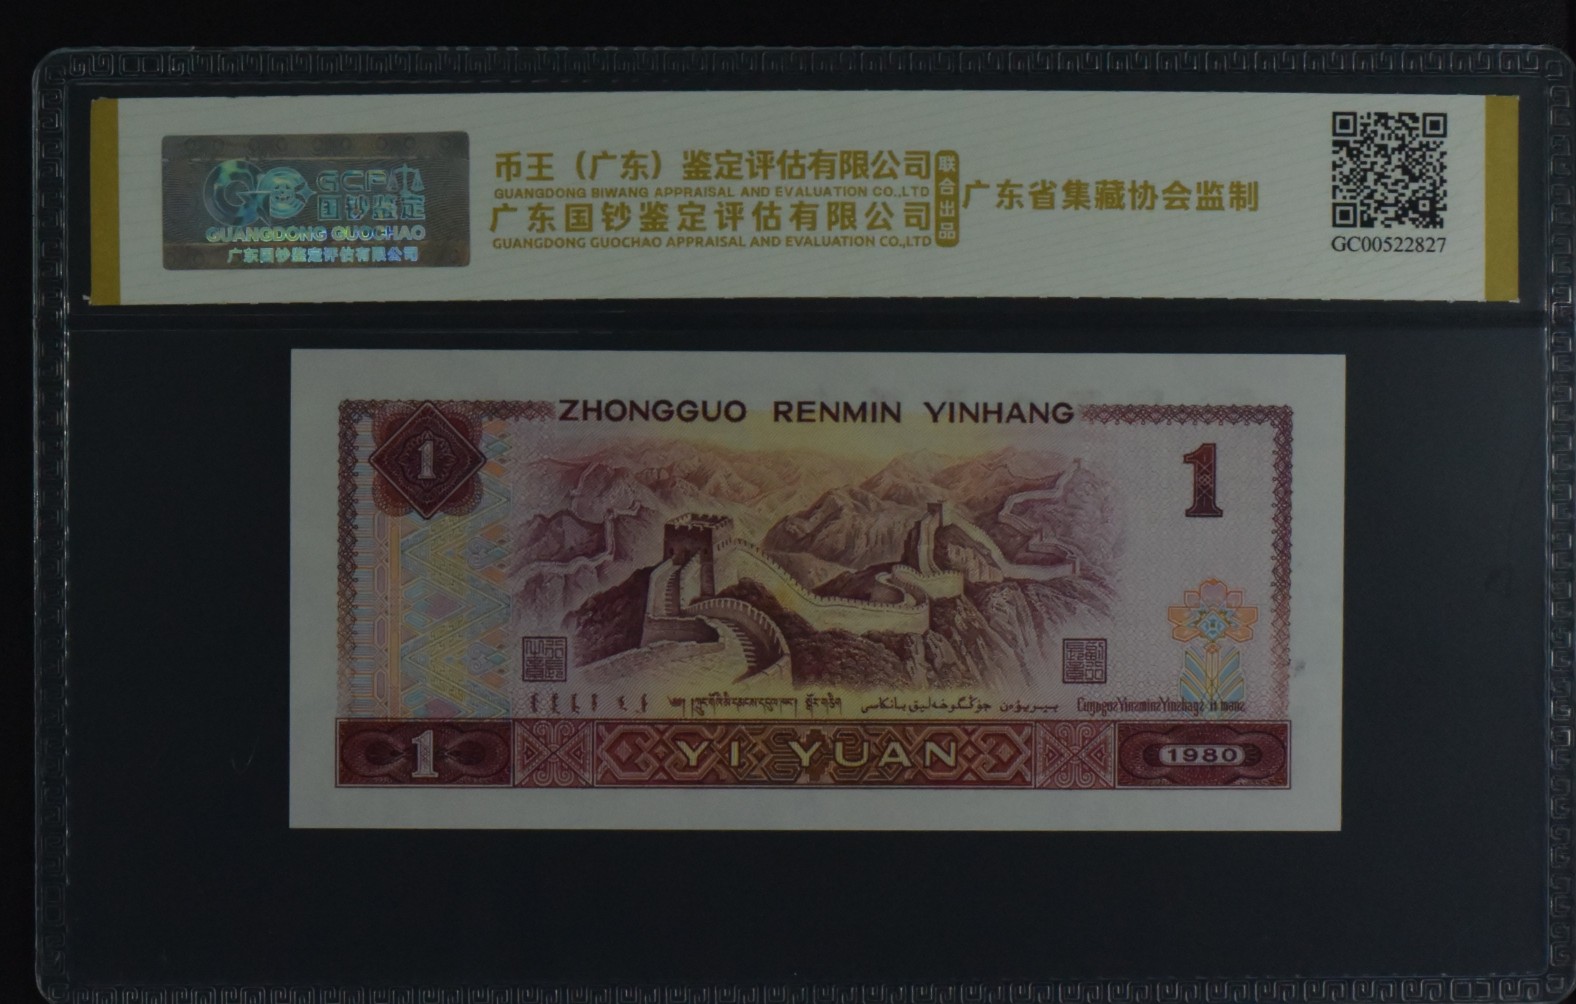 GCFA
国钞鉴定
GUANGDONG GUOCHAO
广东国钞鉴定评估有限公司
币王（广东）鉴定评估有限公司
GUANGDONG BIWANG APPRAISAL AND EVALUATION CO.,LTD
广东国钞鉴定评估有限公司
GUANGDONG GUOCHAO APPRAISAL AND EVALUATION CO.,LTD
联合出品
广东省集藏协会监制
GC00522827
ZHONGGUO RENMIN YINHANG
1
1
1
YI YUAN
1980